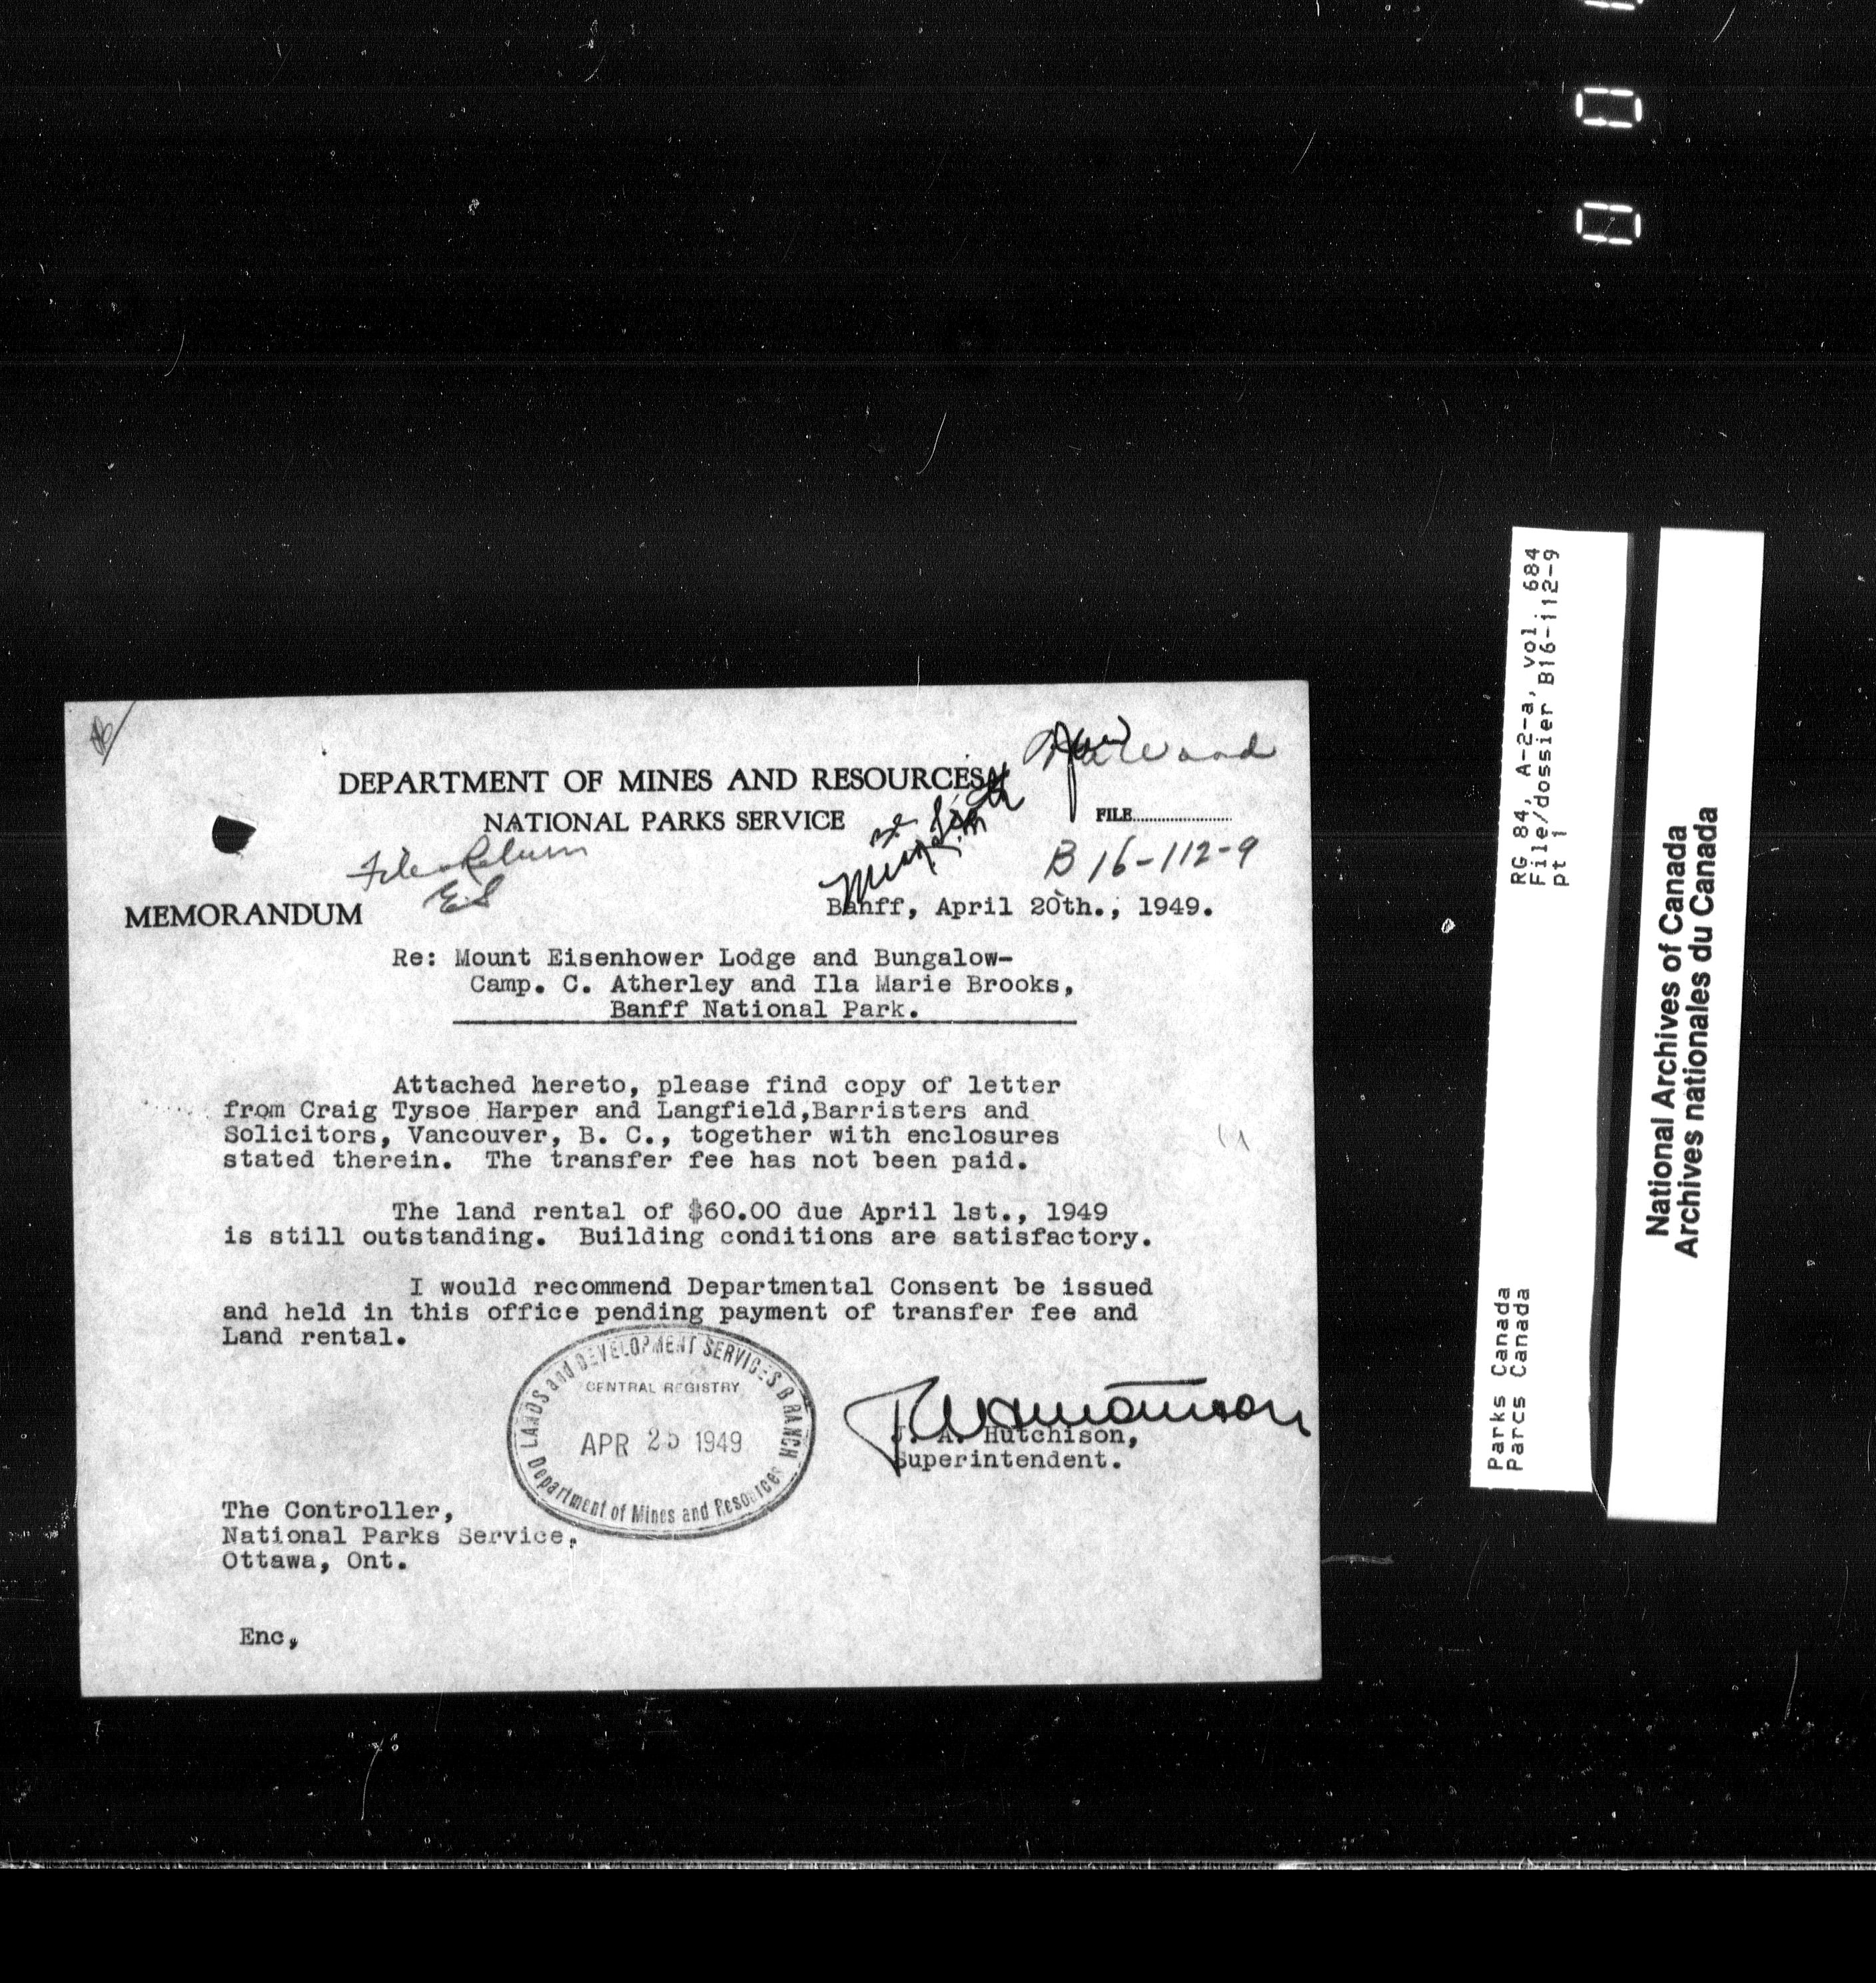 DEPARTMENT OF MINES AND RESOURCES
NATIONAL PARKS SERVICE
FILE
B 16-112-9
File Return
E.S
MEMORANDUM
Banff, April 20th., 1949.
Re: Mount Eisenhower Lodge and Bungalow-
Camp. C. Atherley and Ila Marie Brooks,
Banff National Park.
Attached hereto, please find copy of letter
from Craig Tysoe Harper and Langfield,Barristers and
Solicitors, Vancouver, B. C., together with enclosures
stated therein. The transfer fee has not been paid.
The land rental of $60.00 due April 1st., 1949
is still outstanding. Building conditions are satisfactory.
I would recommend Departmental Consent be issued
and held in this office pending payment of transfer fee and
Land rental.
LANDS and DEVELOPMENT SERVICES BRANCH
CENTRAL REGISTRY
APR 25 1949
Department of Mines and Resources
J. A. Hutchison,
Superintendent.
The Controller,
National Parks Service,
Ottawa, Ont.
Enc,
RG 84, A-2-a, vol. 684
File/dossier B16-112-9
pt 1
Parks Canada
Parcs Canada
National Archives of Canada
Archives nationales du Canada